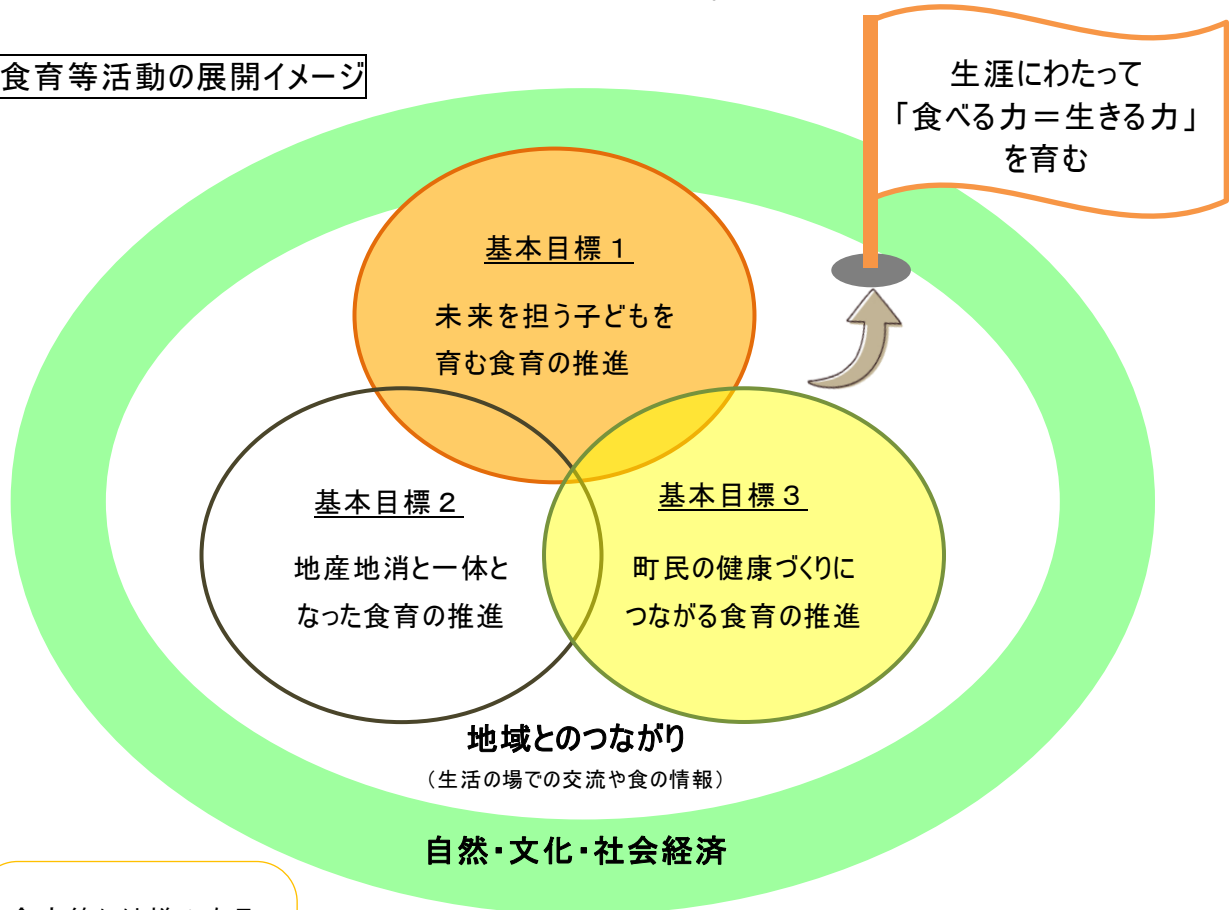 食育等活動の展開イメージ
生涯にわたって
「食べる力＝生きる力」
を育む
基本目標１
未来を担う子どもを
育む食育の推進
基本目標２
地産地消と一体と
なった食育の推進
基本目標３
町民の健康づくりに
つながる食育の推進
地域とのつながり
（生活の場での交流や食の情報）
自然・文化・社会経済